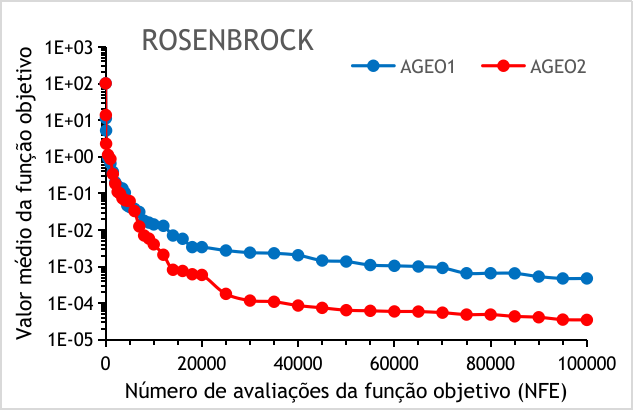 ROSENBROCK
AGEO1
AGEO2
Valor médio da função objetivo
1E+03
1E+02
1E+01
1E+00
1E-01
1E-02
1E-03
1E-04
1E-05
0 20000 40000 60000 80000 100000
Número de avaliações da função objetivo (NFE)